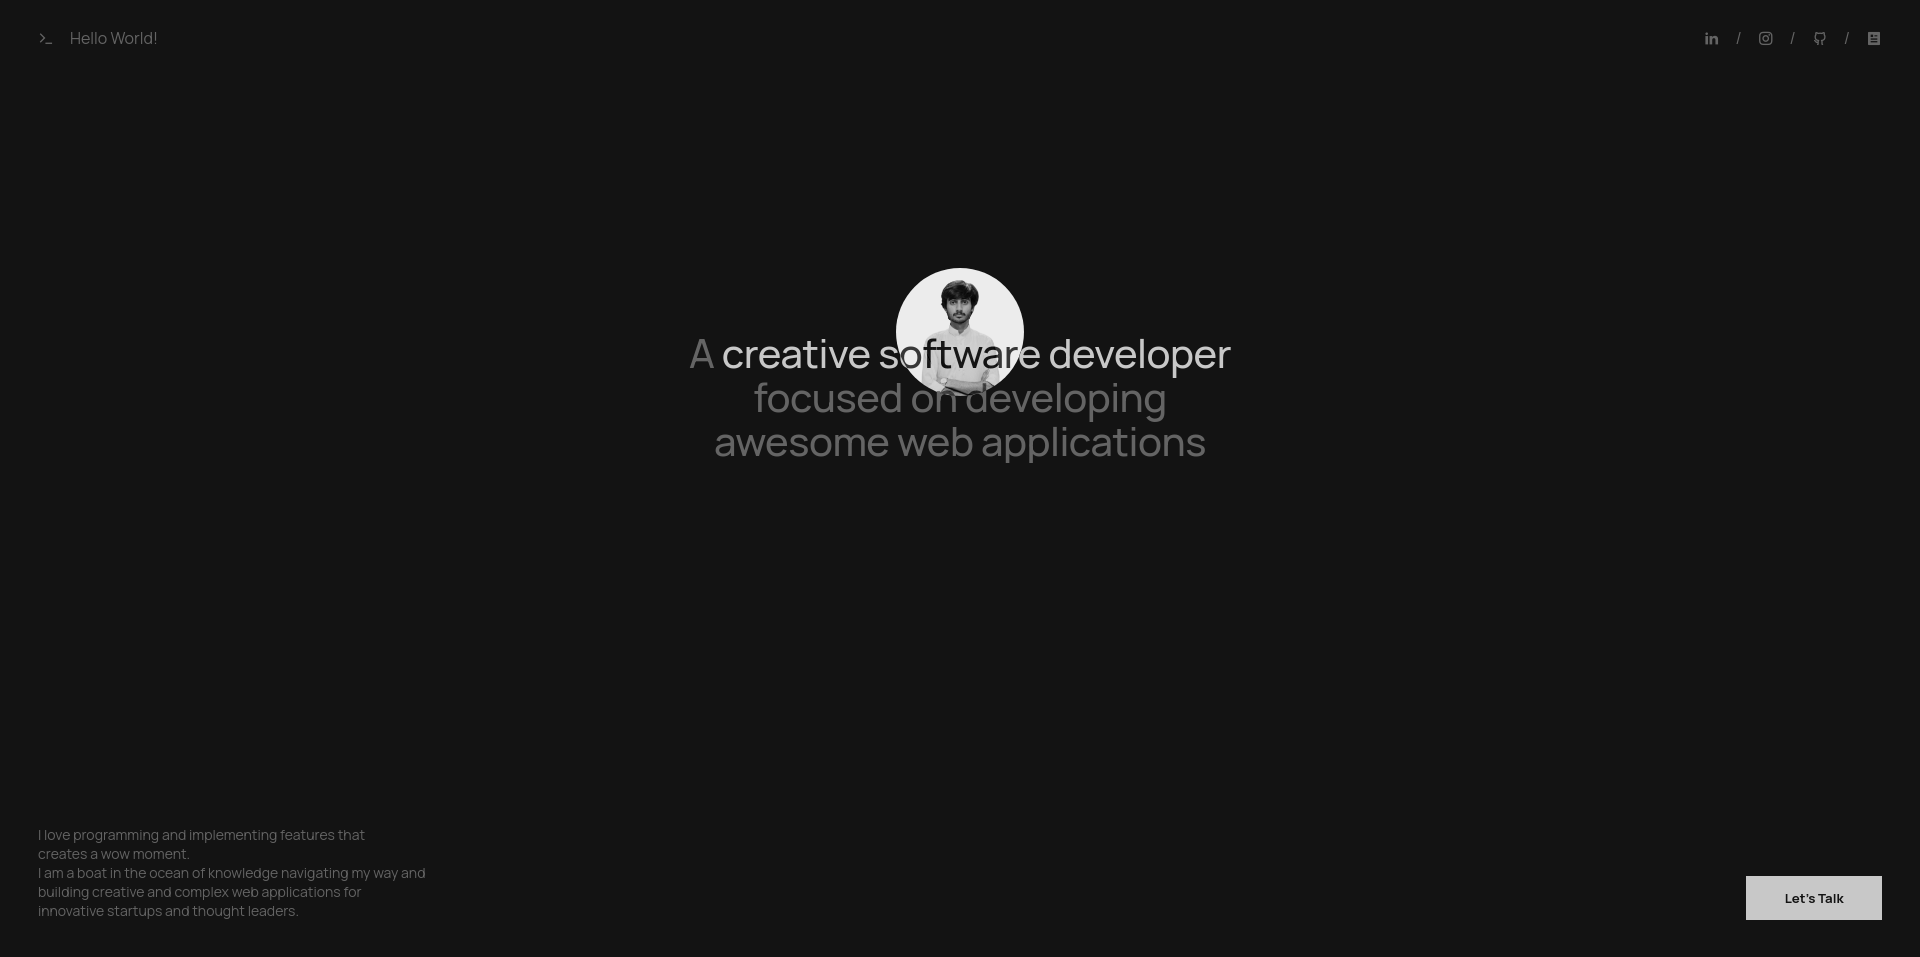 Hello World!
/ / /
A creative software developer
focused on developing
awesome web applications
I love programming and implementing features that
creates a wow moment.
I am a boat in the ocean of knowledge navigating my way and
building creative and complex web applications for
innovative startups and thought leaders.
Let's Talk